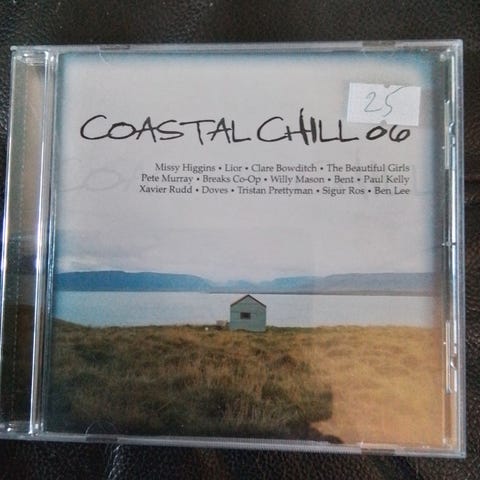 25
COASTAL CHILL 06
Missy Higgins • Lior • Clare Bowditch • The Beautiful Girls
Pete Murray • Breaks Co-Op • Willy Mason • Bent • Paul Kelly
Xavier Rudd • Doves • Tristan Prettyman • Sigur Ros • Ben Lee